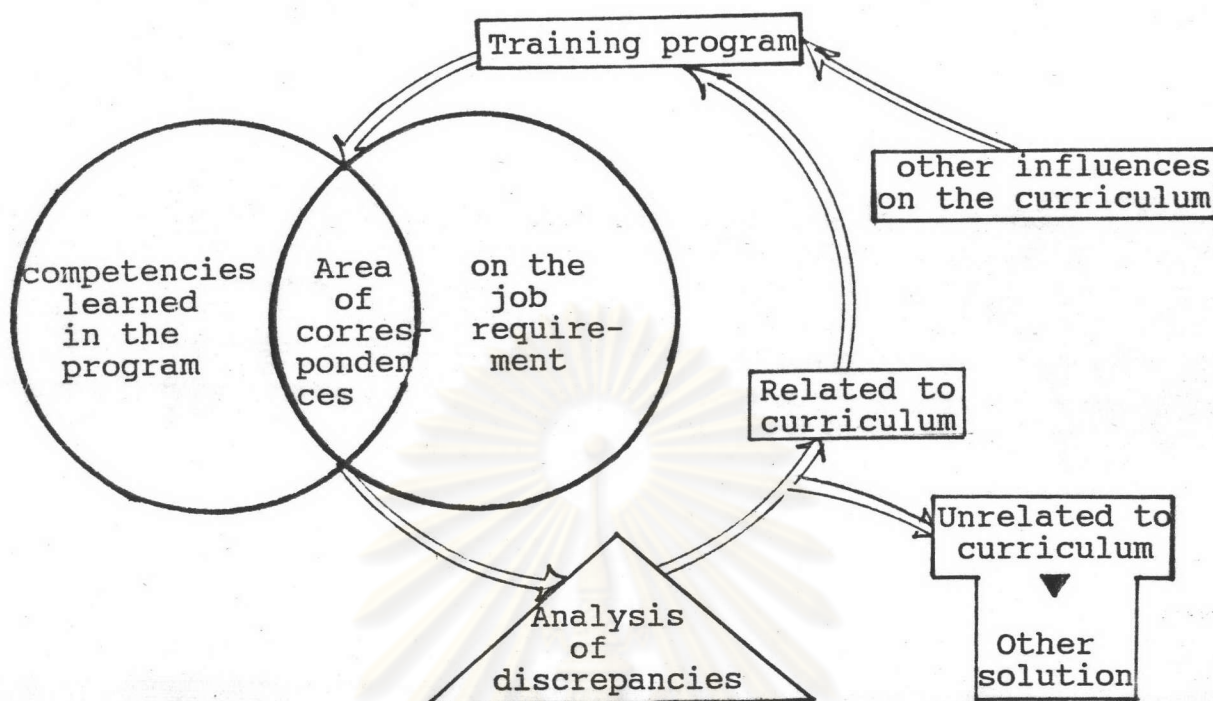 Training program
other influences
on the curriculum
competencies
learned
in the
program
Area
of
corres-
ponden
ces
on the
job
require-
ment
Related to
curriculum
Unrelated to
curriculum
Other
solution
Analysis
of
discrepancies